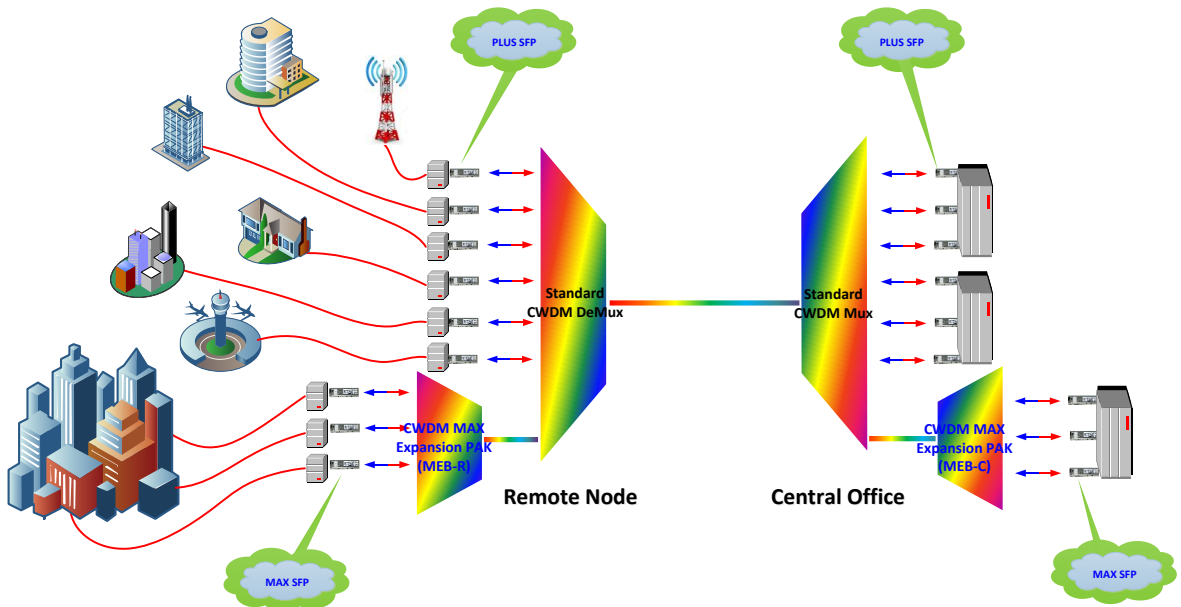 PLUS SFP
PLUS SFP
Standard
CWDM DeMux
Standard
CWDM Mux
CWDM MAX
Expansion PAK
(MEB-R)
CWDM MAX
Expansion PAK
(MEB-C)
Remote Node
Central Office
MAX SFP
MAX SFP